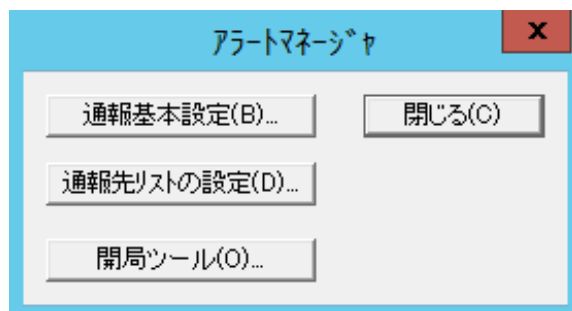 アラートマネージャ
x
通報基本設定(B)...
閉じる(C)
通報先リストの設定(D)...
開局ツール(O)...